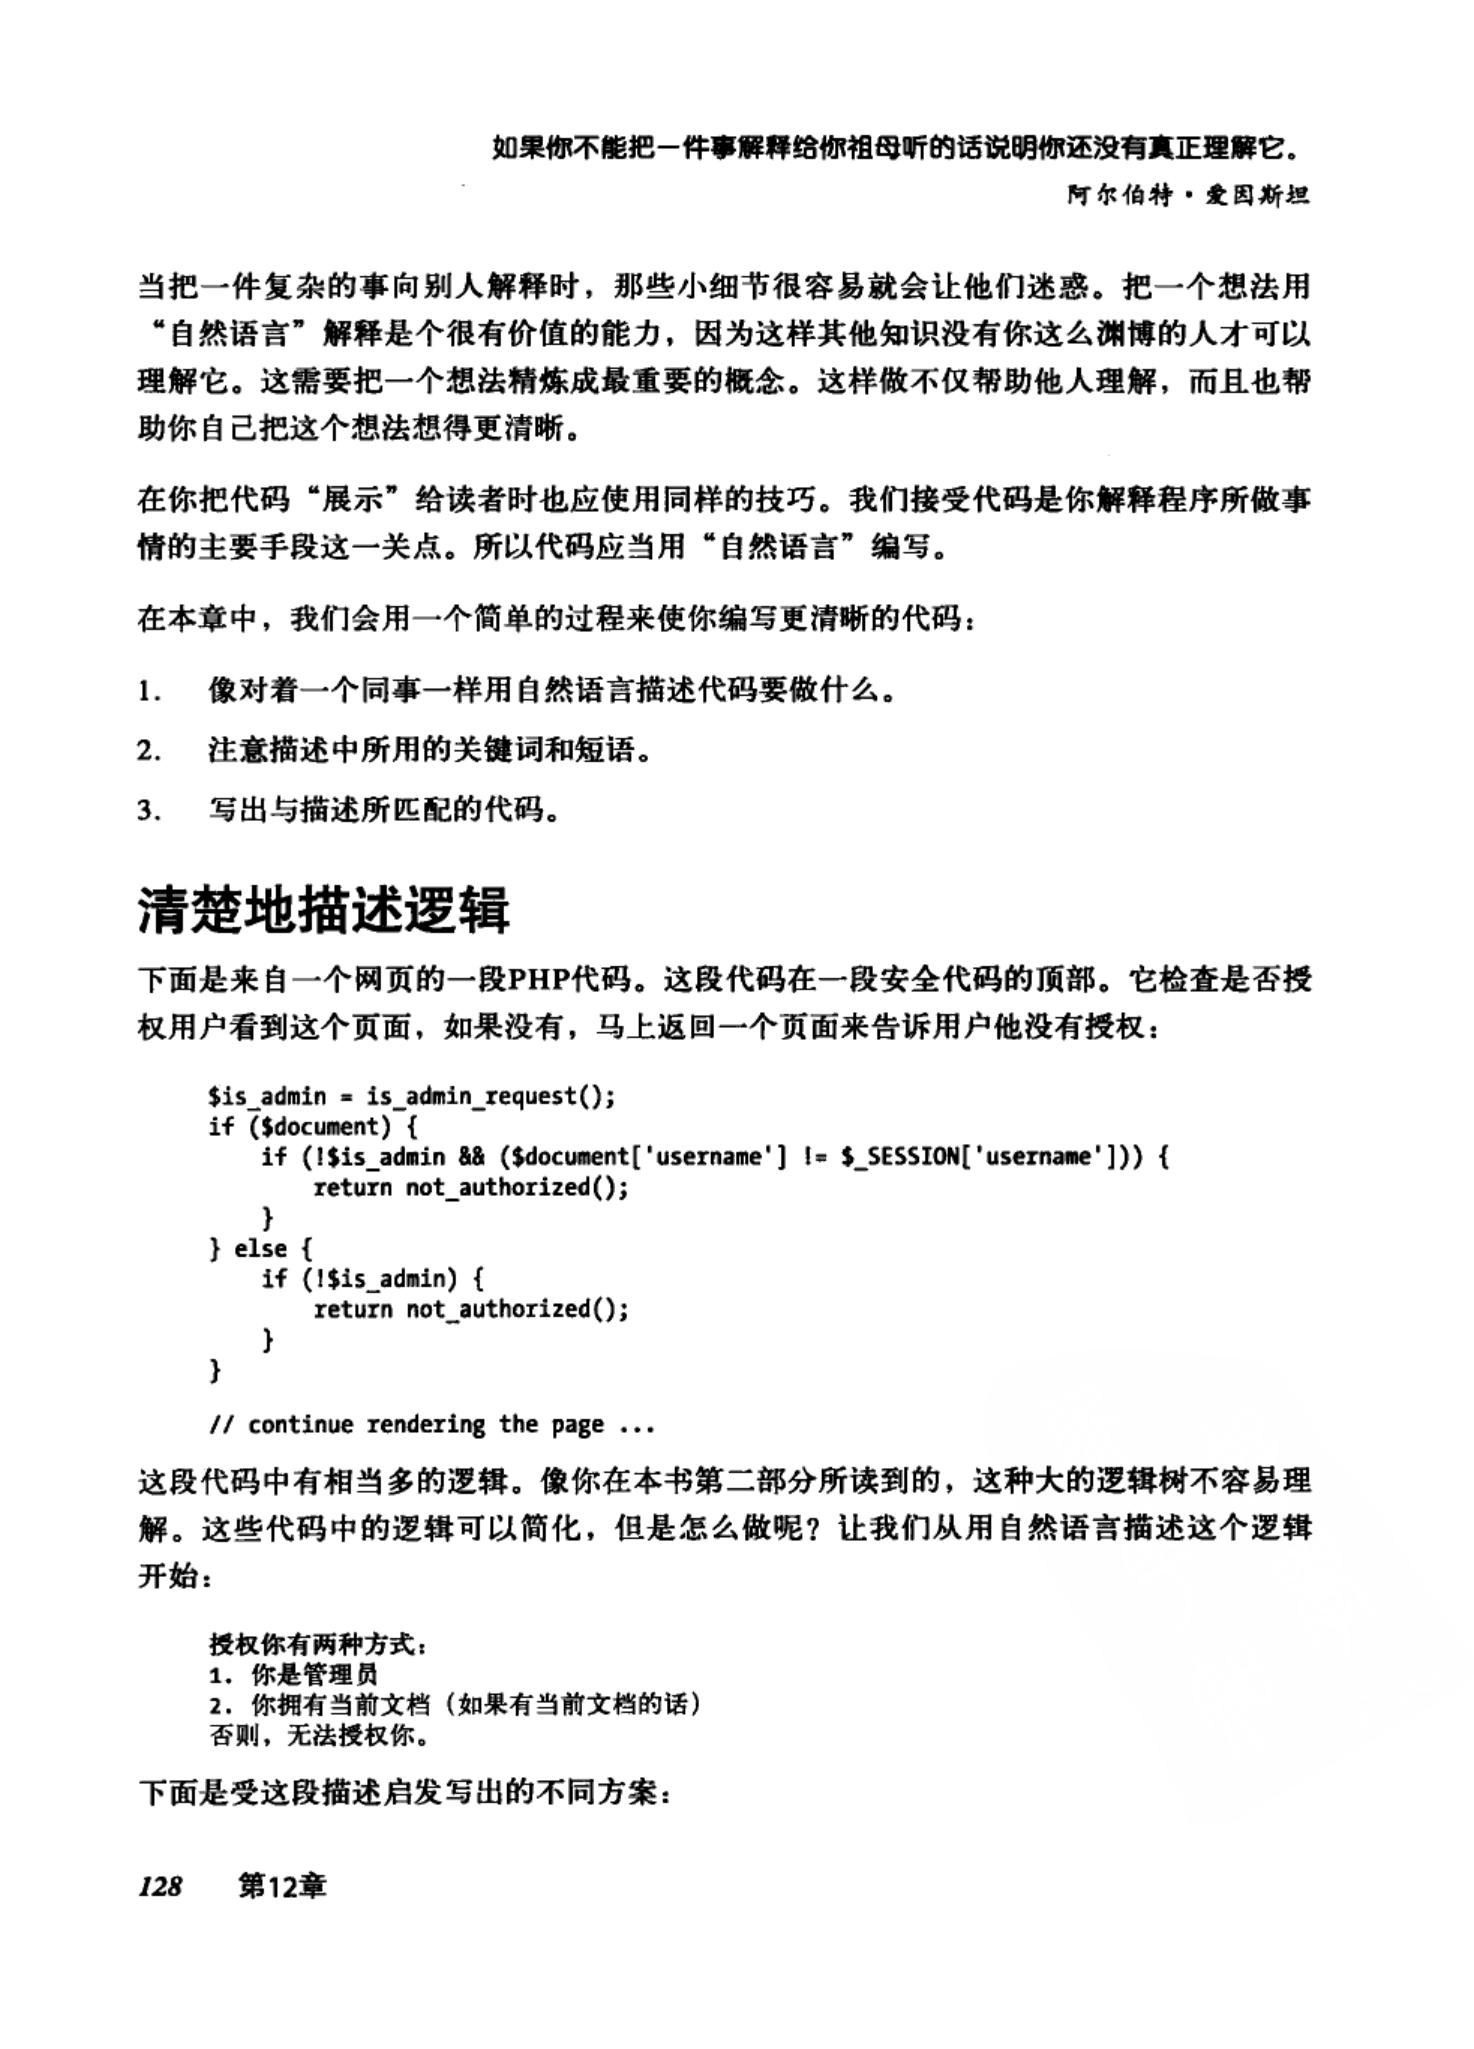 如果你不能把一件事解释给你祖母听的话说明你还没有真正理解它。
阿尔伯特·爱因斯坦
当把一件复杂的事向别人解释时，那些小细节很容易就会让他们迷惑。把一个想法用
“自然语言”解释是个很有价值的能力，因为这样其他知识没有你这么渊博的人才可以
理解它。这需要把一个想法精炼成最重要的概念。这样做不仅帮助他人理解，而且也帮
助你自己把这个想法想得更清晰。
在你把代码“展示”给读者时也应使用同样的技巧。我们接受代码是你解释程序所做事
情的主要手段这一关点。所以代码应当用“自然语言”编写。
在本章中，我们会用一个简单的过程来使你编写更清晰的代码：
1. 像对着一个同事一样用自然语言描述代码要做什么。
2. 注意描述中所用的关键词和短语。
3. 写出与描述所匹配的代码。
清楚地描述逻辑
下面是来自一个网页的一段PHP代码。这段代码在一段安全代码的顶部。它检查是否授
权用户看到这个页面，如果没有，马上返回一个页面来告诉用户他没有授权：
$is_admin = is_admin_request();
if ($document) {
    if (!$is_admin && ($document['username'] != $_SESSION['username'])) {
        return not_authorized();
    }
} else {
    if (!$is_admin) {
        return not_authorized();
    }
}
// continue rendering the page ...
这段代码中有相当多的逻辑。像你在本书第二部分所读到的，这种大的逻辑树不容易理
解。这些代码中的逻辑可以简化，但是怎么做呢？让我们从用自然语言描述这个逻辑
开始：
授权你有两种方式：
1. 你是管理员
2. 你拥有当前文档（如果有当前文档的话）
否则，无法授权你。
下面是受这段描述启发写出的不同方案：
128 第12章